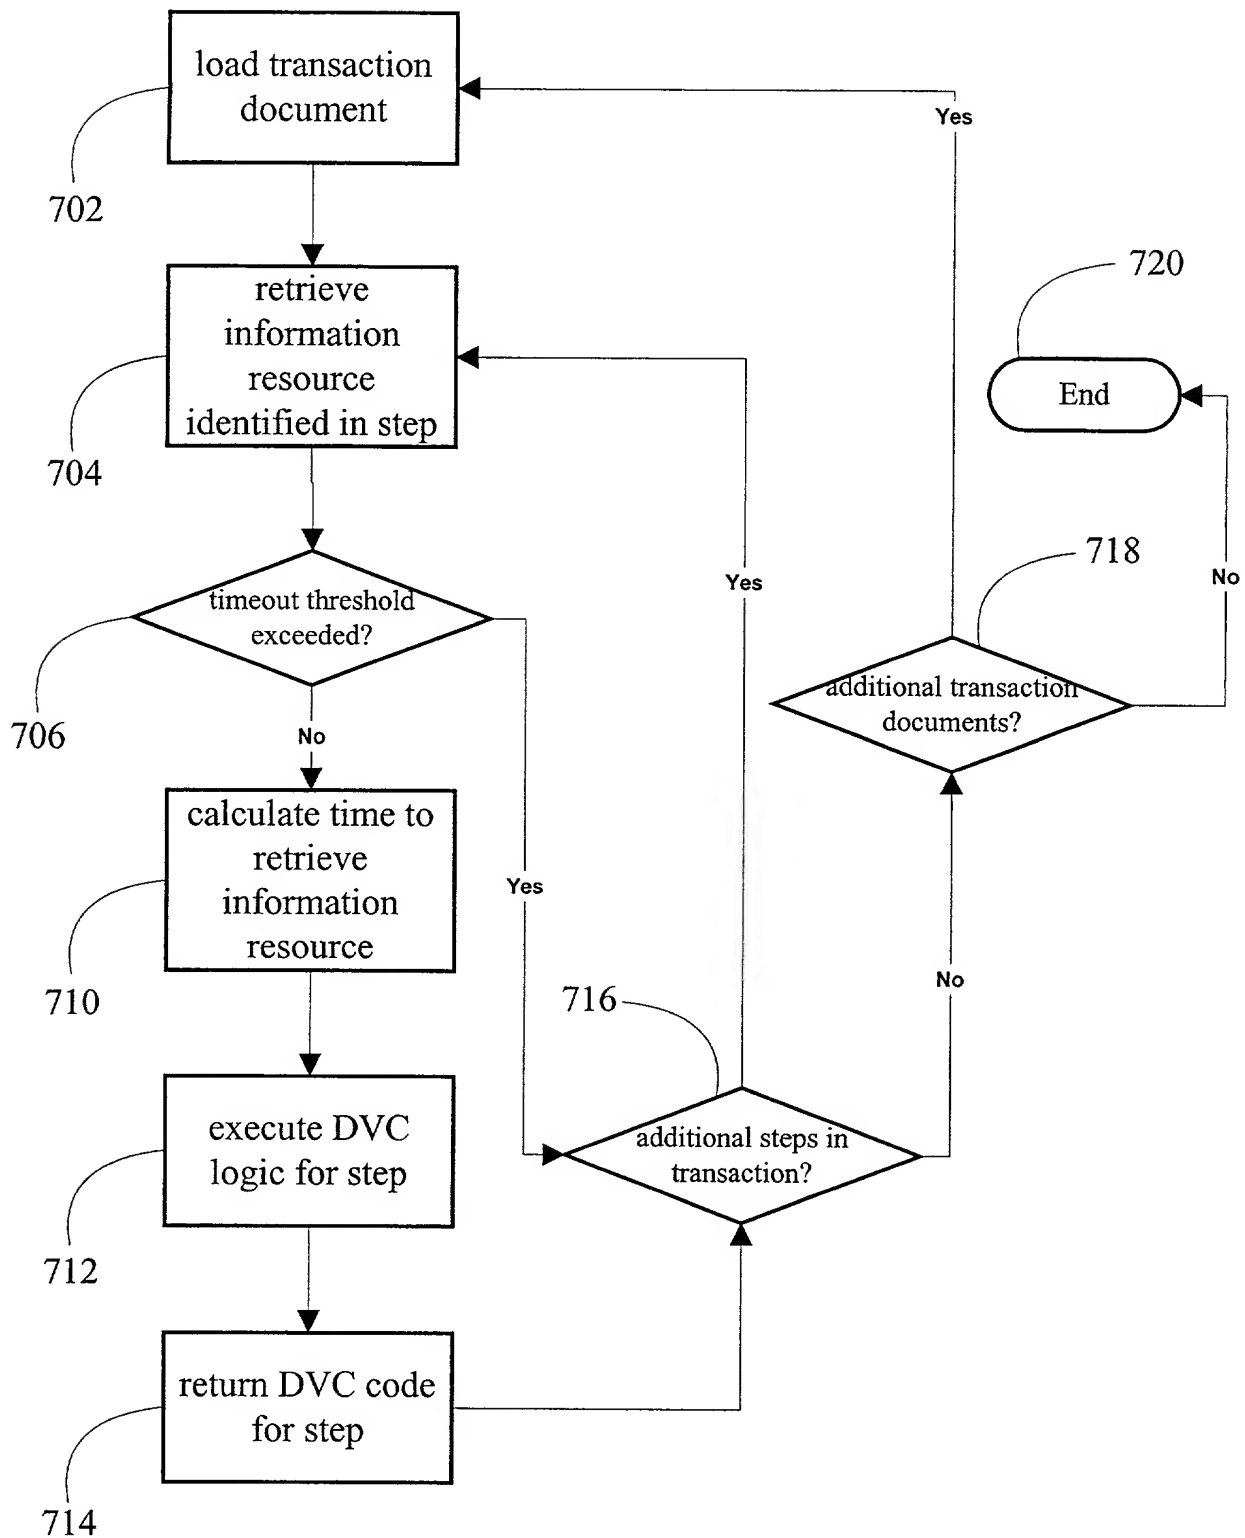 load transaction
document
Yes
702
720
retrieve
information
resource
identified in step
End
704
718
No
Yes
timeout threshold
exceeded?
additional transaction
documents?
706
No
calculate time to
retrieve
information
resource
Yes
No
710
716
execute DVC
logic for step
additional steps in
transaction?
712
return DVC code
for step
714